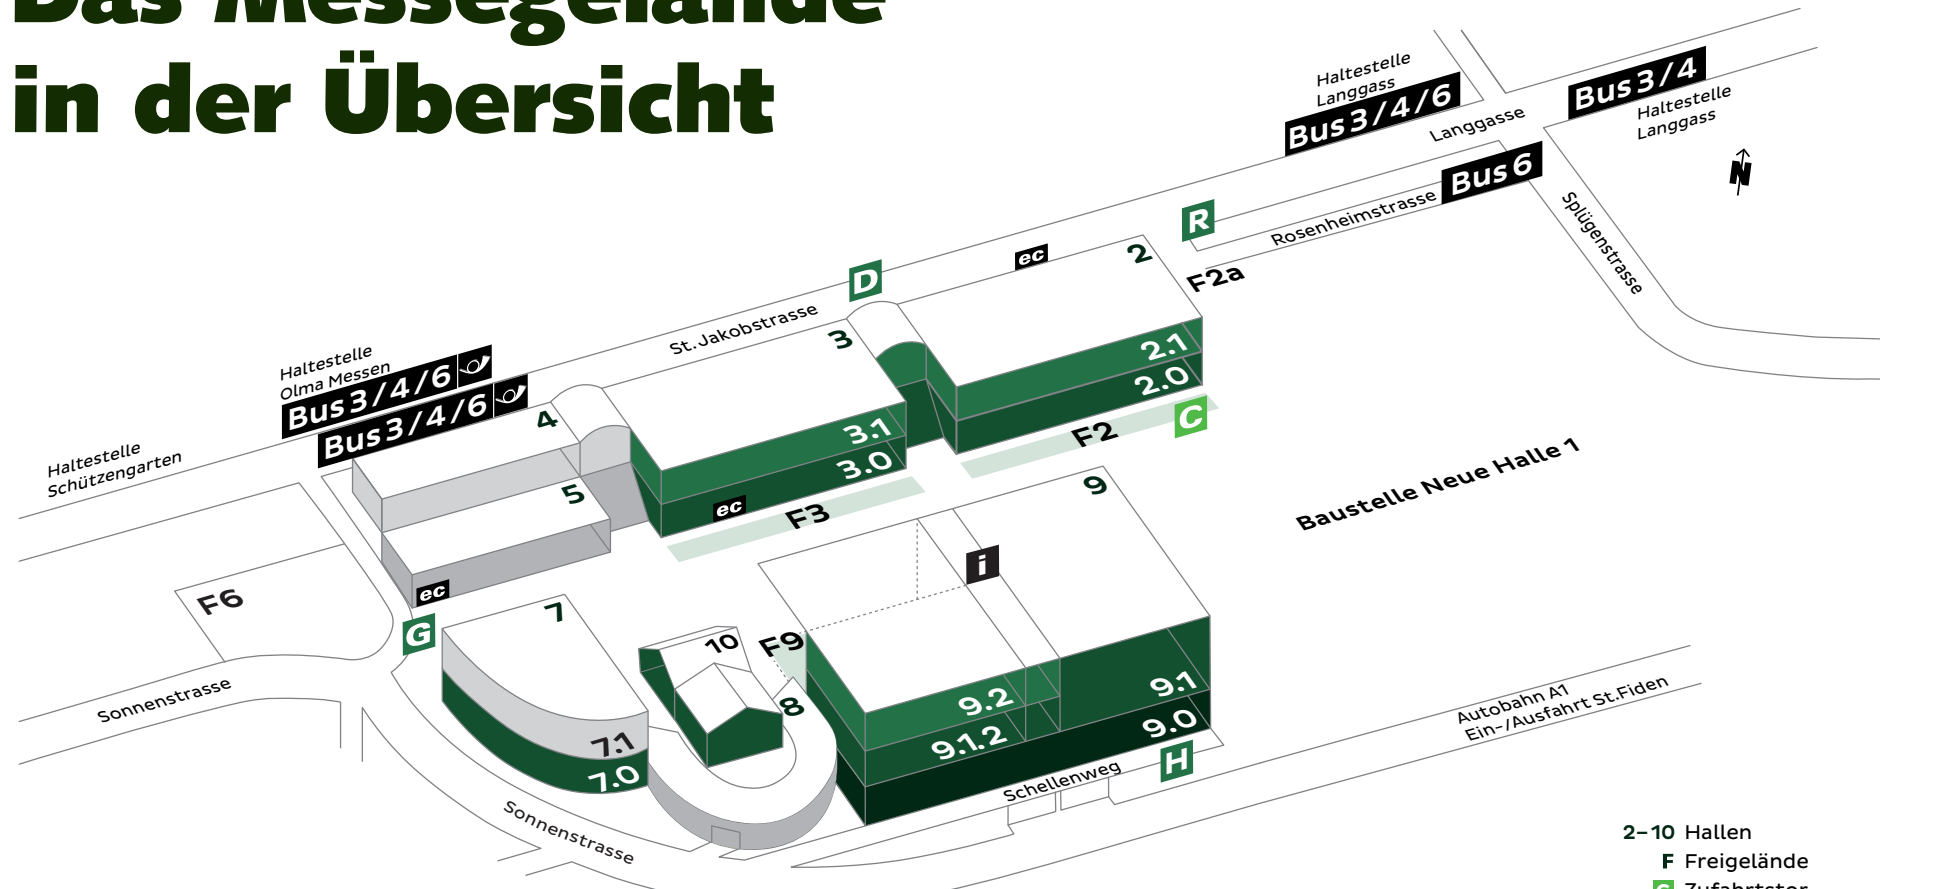 Das Messegelände
in der Übersicht
Haltestelle
Langgass
Bus 3/4/6
Bus 3/4
Haltestelle
Langgass
Langgasse
Bus 6
N
Rosenheimstrasse
Splügenstrasse
R
F2a
ec
2
D
St. Jakobstrasse
3
2.1
2.0
C
F2
Haltestelle
Olma Messen
Bus 3/4/6
Bus 3/4/6
4
3.1
3.0
ec
F3
Haltestelle
Schützengarten
5
9
Baustelle Neue Halle 1
i
ec
F6
G
7
10
F9
8
9.2
9.1
9.1.2
9.0
H
7.1
7.0
Sonnenstrasse
Schellenweg
Autobahn A1
Ein-/Ausfahrt St. Fiden
Sonnenstrasse
2–10 Hallen
F Freigelände
G Zufahrtstor